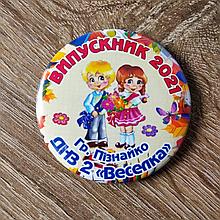 ВИПУСКНИК 2021
Гр. Пізнайко
ДНЗ 2 «Веселка»